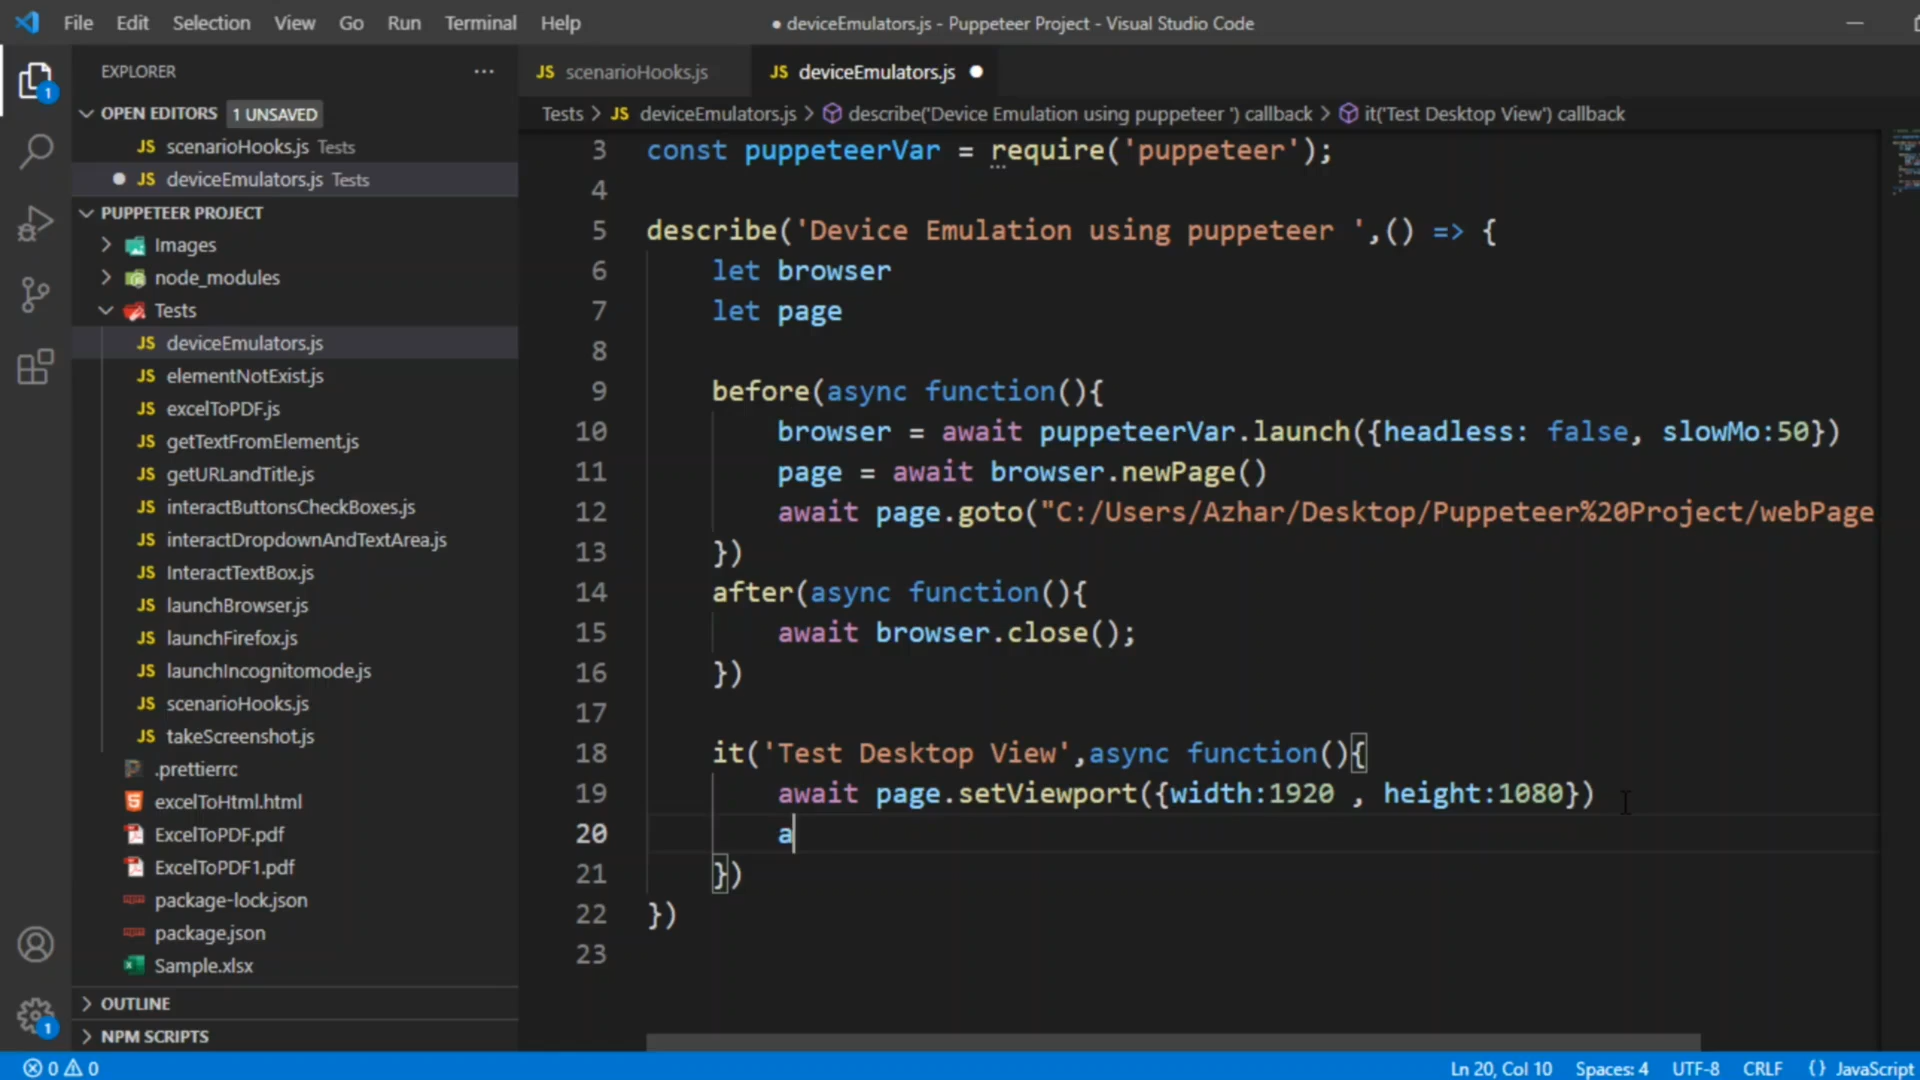 File Edit Selection View Go Run Terminal Help
● deviceEmulators.js - Puppeteer Project - Visual Studio Code
EXPLORER ...
OPEN EDITORS 1 UNSAVED
JS scenarioHooks.js Tests
● JS deviceEmulators.js Tests
PUPPETEER PROJECT
Images
node_modules
Tests
JS deviceEmulators.js
JS elementNotExist.js
JS excelToPDF.js
JS getTextFromElement.js
JS getURLandTitle.js
JS interactButtonsCheckBoxes.js
JS interactDropdownAndTextArea.js
JS InteractTextBox.js
JS launchBrowser.js
JS launchFirefox.js
JS launchIncognitomode.js
JS scenarioHooks.js
JS takeScreenshot.js
.prettierrc
excelToHtml.html
ExcelToPDF.pdf
ExcelToPDF1.pdf
package-lock.json
package.json
Sample.xlsx
OUTLINE
NPM SCRIPTS
1
1
JS scenarioHooks.js JS deviceEmulators.js ●
Tests > JS deviceEmulators.js > describe('Device Emulation using puppeteer ') callback > it('Test Desktop View') callback
3 const puppeteerVar = require('puppeteer');
4
5 describe('Device Emulation using puppeteer ',() => {
6 let browser
7 let page
8
9 before(async function(){
10 browser = await puppeteerVar.launch({headless: false, slowMo:50})
11 page = await browser.newPage()
12 await page.goto("C:/Users/Azhar/Desktop/Puppeteer%20Project/webPage
13 })
14 after(async function(){
15 await browser.close();
16 })
17
18 it('Test Desktop View',async function(){
19 await page.setViewport({width:1920 , height:1080})
20 a
21 })
22 })
23
0 0 Ln 20, Col 10 Spaces: 4 UTF-8 CRLF {} JavaScript